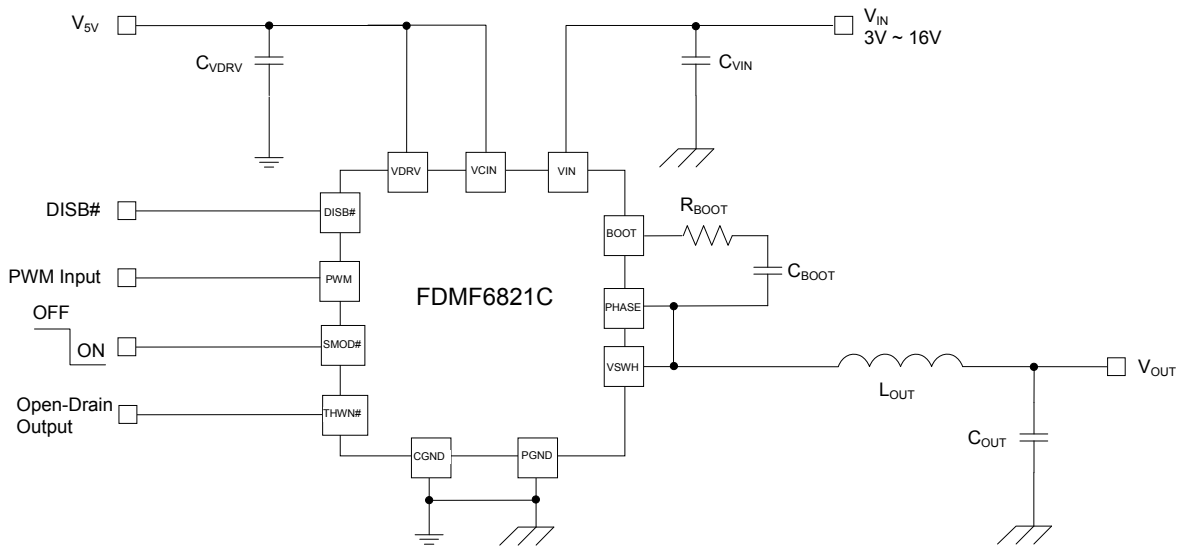 V5V
VIN
3V ~ 16V
CVDRV
CVIN
VDRV
VCIN
VIN
DISB#
DISB#
RBOOT
BOOT
PWM Input
PWM
CBOOT
FDMF6821C
PHASE
OFF
ON
SMOD#
VSWH
VOUT
LOUT
Open-Drain
Output
THWN#
COUT
CGND
PGND